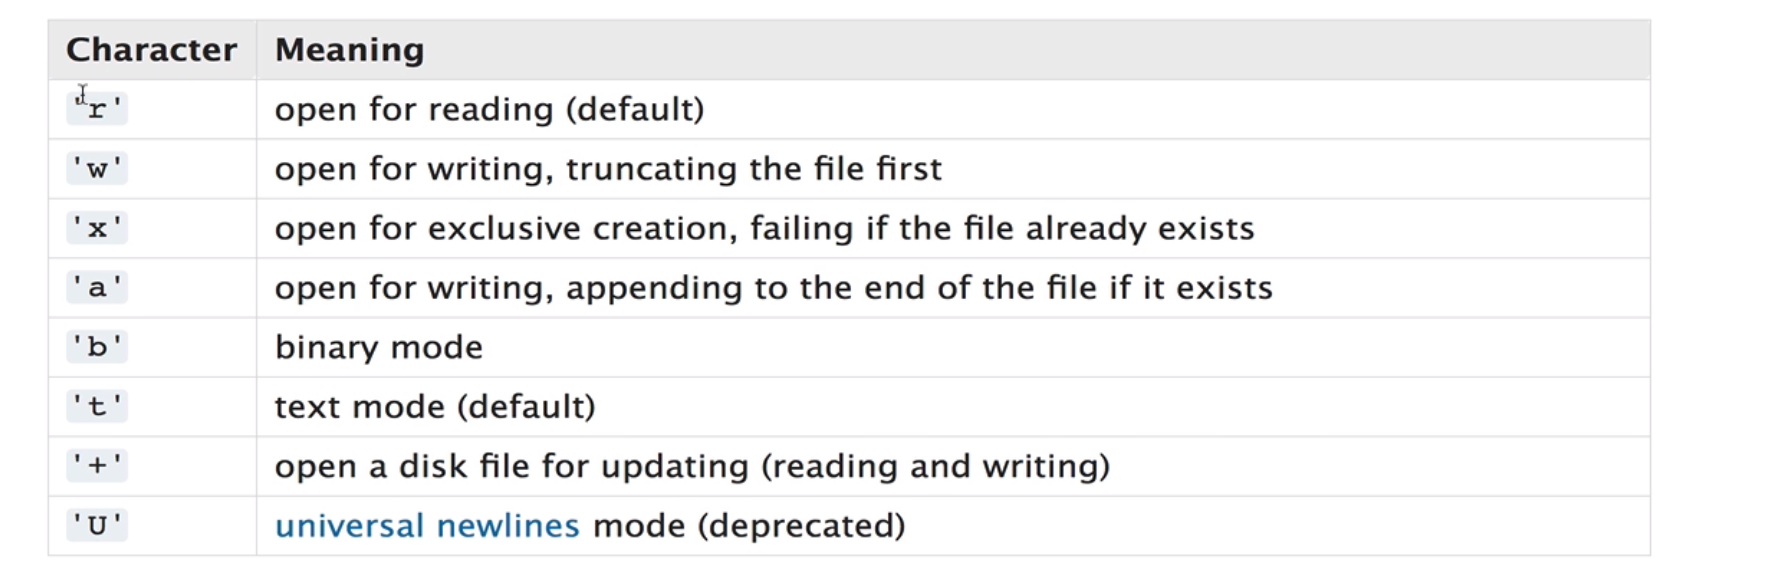 Character Meaning
'r' open for reading (default)
'w' open for writing, truncating the file first
'x' open for exclusive creation, failing if the file already exists
'a' open for writing, appending to the end of the file if it exists
'b' binary mode
't' text mode (default)
'+' open a disk file for updating (reading and writing)
'U' universal newlines mode (deprecated)